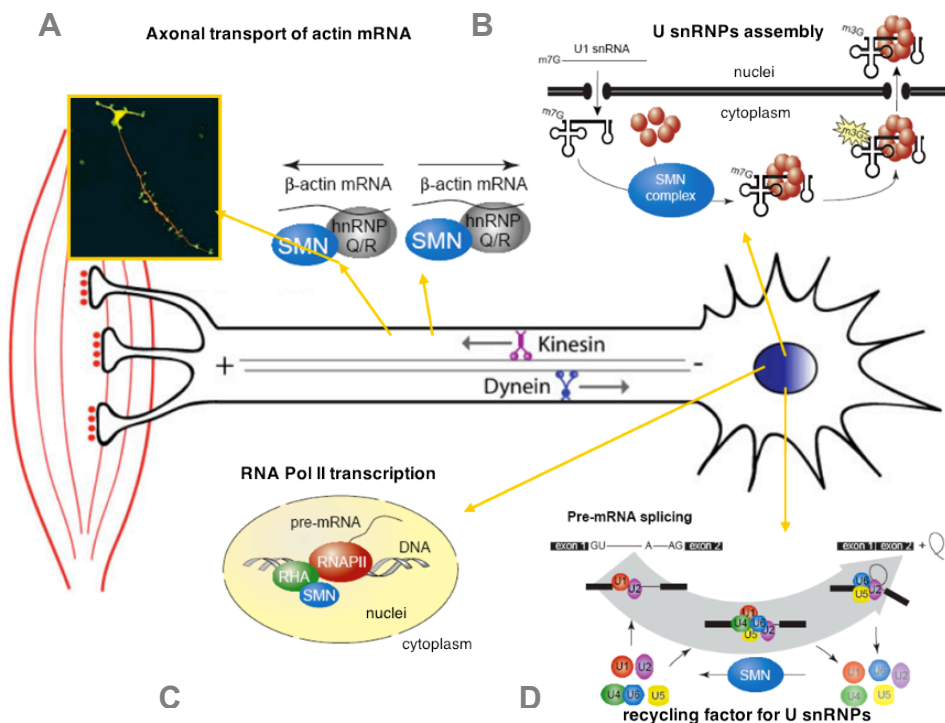 A
Axonal transport of actin mRNA
β-actin mRNA
β-actin mRNA
SMN
hnRNP
Q/R
SMN
hnRNP
Q/R
B
U snRNPs assembly
U1 snRNA
m7G
nuclei
cytoplasm
m7G
SMN
complex
m7G
m3G
m3G
+
Kinesin
-
Dynein
RNA Pol II transcription
pre-mRNA
DNA
RNAPII
RHA
SMN
nuclei
cytoplasm
C
Pre-mRNA splicing
exon 1 GU A AG exon 2
exon 1 exon 2 +
U1
U2
U6
U2
U5
U1
U4 U6
U5 U2
U1 U2
U4 U6 U5
SMN
U1 U6 U2
U4 U5
D
recycling factor for U snRNPs